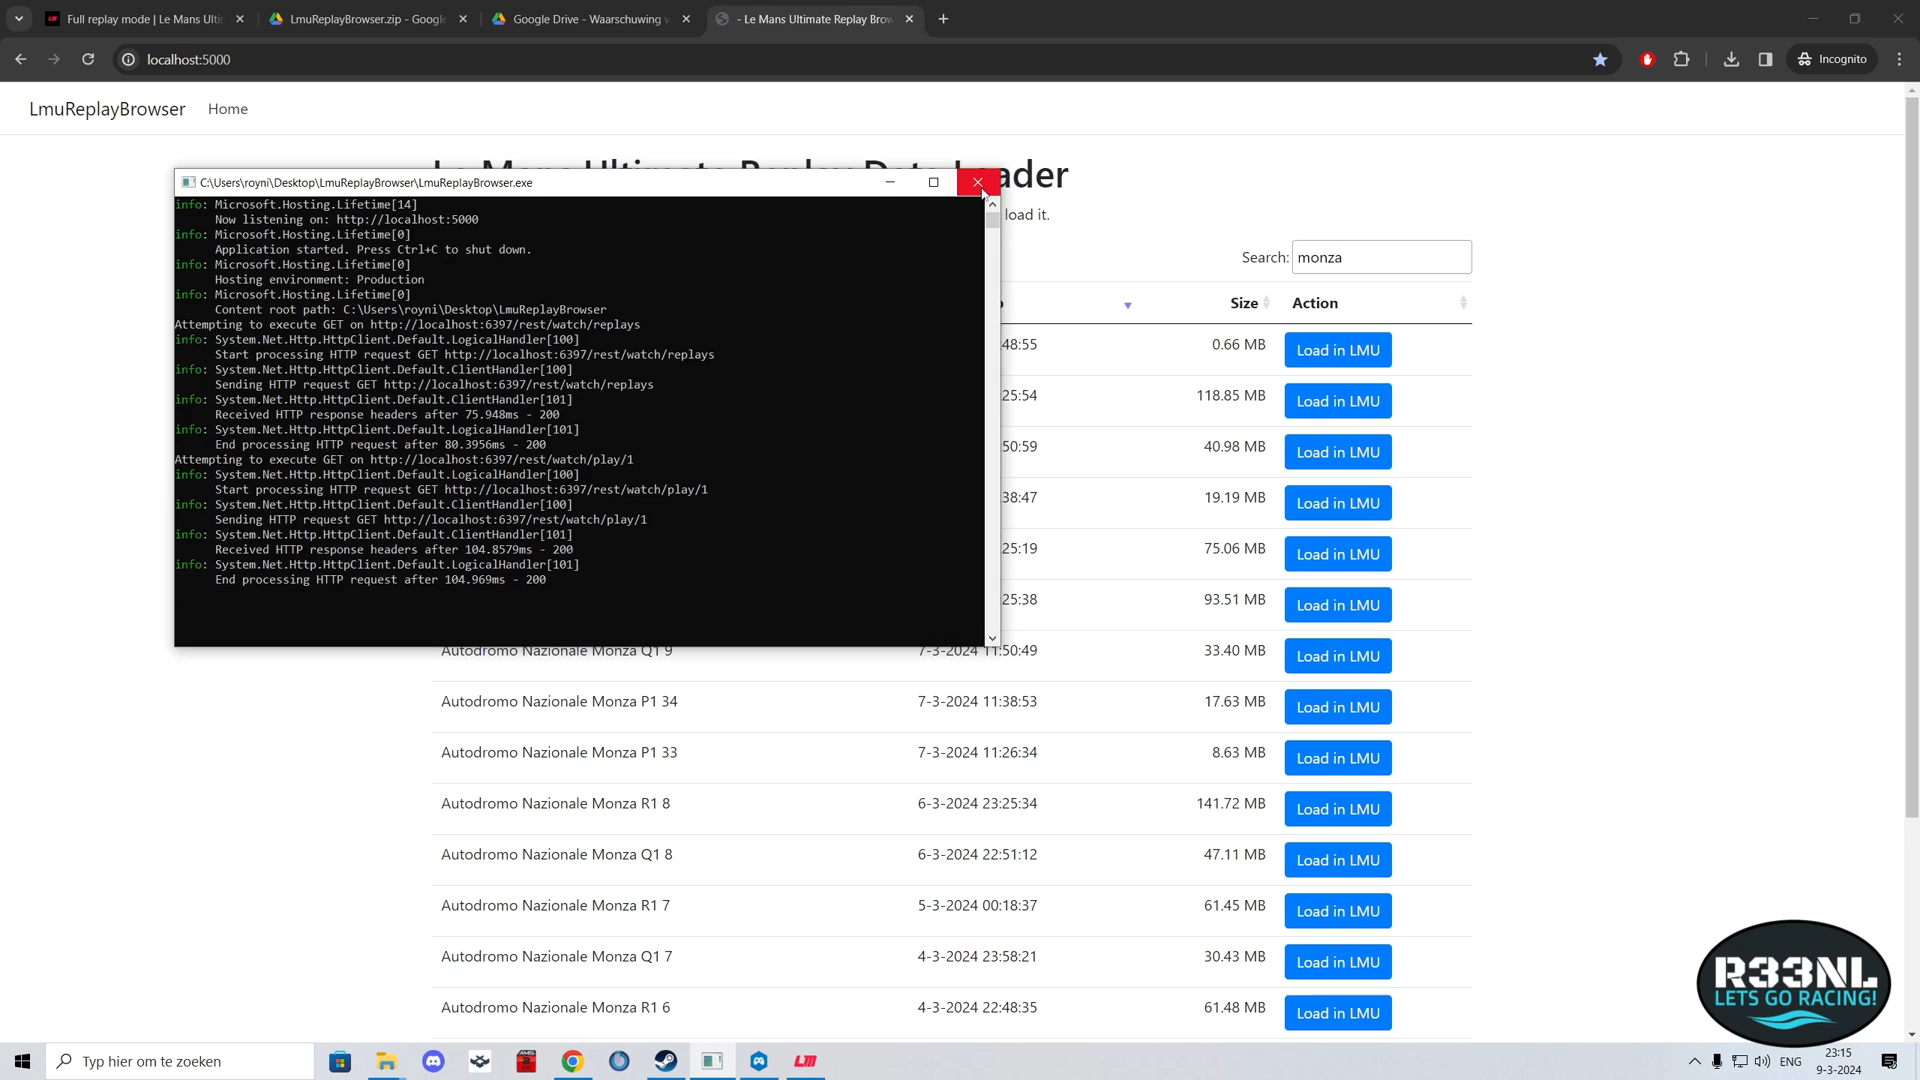 Full replay mode | Le Mans Ulti
LmuReplayBrowser.zip - Google
Google Drive - Waarschuwing v
- Le Mans Ultimate Replay Brow
localhost:5000
Incognito
LmuReplayBrowser
Home
ader
load it.
C:\Users\royni\Desktop\LmuReplayBrowser\LmuReplayBrowser.exe
info: Microsoft.Hosting.Lifetime[14]
Now listening on: http://localhost:5000
info: Microsoft.Hosting.Lifetime[0]
Application started. Press Ctrl+C to shut down.
info: Microsoft.Hosting.Lifetime[0]
Hosting environment: Production
info: Microsoft.Hosting.Lifetime[0]
Content root path: C:\Users\royni\Desktop\LmuReplayBrowser
Attempting to execute GET on http://localhost:6397/rest/watch/replays
info: System.Net.Http.HttpClient.Default.LogicalHandler[100]
Start processing HTTP request GET http://localhost:6397/rest/watch/replays
info: System.Net.Http.HttpClient.Default.ClientHandler[100]
Sending HTTP request GET http://localhost:6397/rest/watch/replays
info: System.Net.Http.HttpClient.Default.ClientHandler[101]
Received HTTP response headers after 75.948ms - 200
info: System.Net.Http.HttpClient.Default.LogicalHandler[101]
End processing HTTP request after 80.3956ms - 200
Attempting to execute GET on http://localhost:6397/rest/watch/play/1
info: System.Net.Http.HttpClient.Default.LogicalHandler[100]
Start processing HTTP request GET http://localhost:6397/rest/watch/play/1
info: System.Net.Http.HttpClient.Default.ClientHandler[100]
Sending HTTP request GET http://localhost:6397/rest/watch/play/1
info: System.Net.Http.HttpClient.Default.ClientHandler[101]
Received HTTP response headers after 104.8579ms - 200
info: System.Net.Http.HttpClient.Default.LogicalHandler[101]
End processing HTTP request after 104.969ms - 200
Search: monza
Size Action
48:55 0.66 MB Load in LMU
25:54 118.85 MB Load in LMU
50:59 40.98 MB Load in LMU
38:47 19.19 MB Load in LMU
25:19 75.06 MB Load in LMU
25:38 93.51 MB Load in LMU
Autodromo Nazionale Monza Q1 9 7-3-2024 11:50:49 33.40 MB Load in LMU
Autodromo Nazionale Monza P1 34 7-3-2024 11:38:53 17.63 MB Load in LMU
Autodromo Nazionale Monza P1 33 7-3-2024 11:26:34 8.63 MB Load in LMU
Autodromo Nazionale Monza R1 8 6-3-2024 23:25:34 141.72 MB Load in LMU
Autodromo Nazionale Monza Q1 8 6-3-2024 22:51:12 47.11 MB Load in LMU
Autodromo Nazionale Monza R1 7 5-3-2024 00:18:37 61.45 MB Load in LMU
Autodromo Nazionale Monza Q1 7 4-3-2024 23:58:21 30.43 MB Load in LMU
Autodromo Nazionale Monza R1 6 4-3-2024 22:48:35 61.48 MB Load in LMU
R33NL
LETS GO RACING!
Typ hier om te zoeken
ENG
23:15
9-3-2024